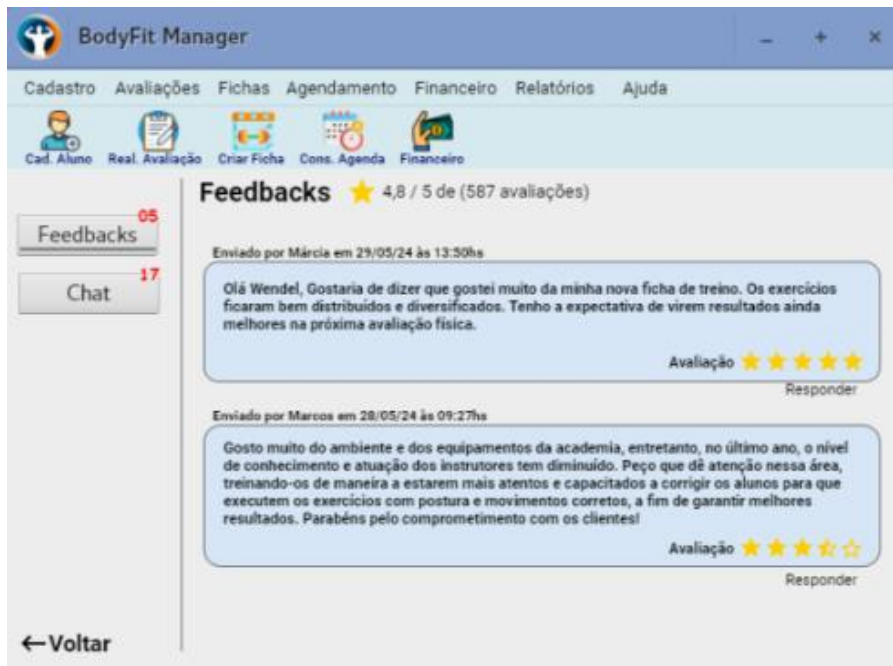 BodyFit Manager
Cadastro Avaliações Fichas Agendamento Financeiro Relatórios Ajuda
Cad. Aluno Real. Avaliação Criar Ficha Cons. Agenda Financeiro
Feedbacks 4,8 / 5 de (587 avaliações)
05
Feedbacks
17
Chat
Enviado por Márcia em 29/05/24 às 13:50hs
Olá Wendel, Gostaria de dizer que gostei muito da minha nova ficha de treino. Os exercícios
ficaram bem distribuídos e diversificados. Tenho a expectativa de virem resultados ainda
melhores na próxima avaliação física.
Avaliação
Responder
Enviado por Marcos em 28/05/24 às 09:27hs
Gosto muito do ambiente e dos equipamentos da academia, entretanto, no último ano, o nível
de conhecimento e atuação dos instrutores tem diminuído. Peço que dê atenção nessa área,
treinando-os de maneira a estarem mais atentos e capacitados a corrigir os alunos para que
executem os exercícios com postura e movimentos corretos, a fim de garantir melhores
resultados. Parabéns pelo comprometimento com os clientes!
Avaliação
Responder
←Voltar